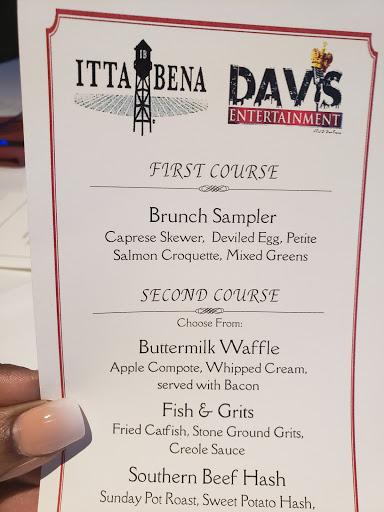 ITTA BENA
IB
DAVIS
ENTERTAINMENT
FIRST COURSE
Brunch Sampler
Caprese Skewer, Deviled Egg, Petite
Salmon Croquette, Mixed Greens
SECOND COURSE
Choose From:
Buttermilk Waffle
Apple Compote, Whipped Cream,
served with Bacon
Fish & Grits
Fried Catfish, Stone Ground Grits,
Creole Sauce
Southern Beef Hash
Sunday Pot Roast, Sweet Potato Hash,